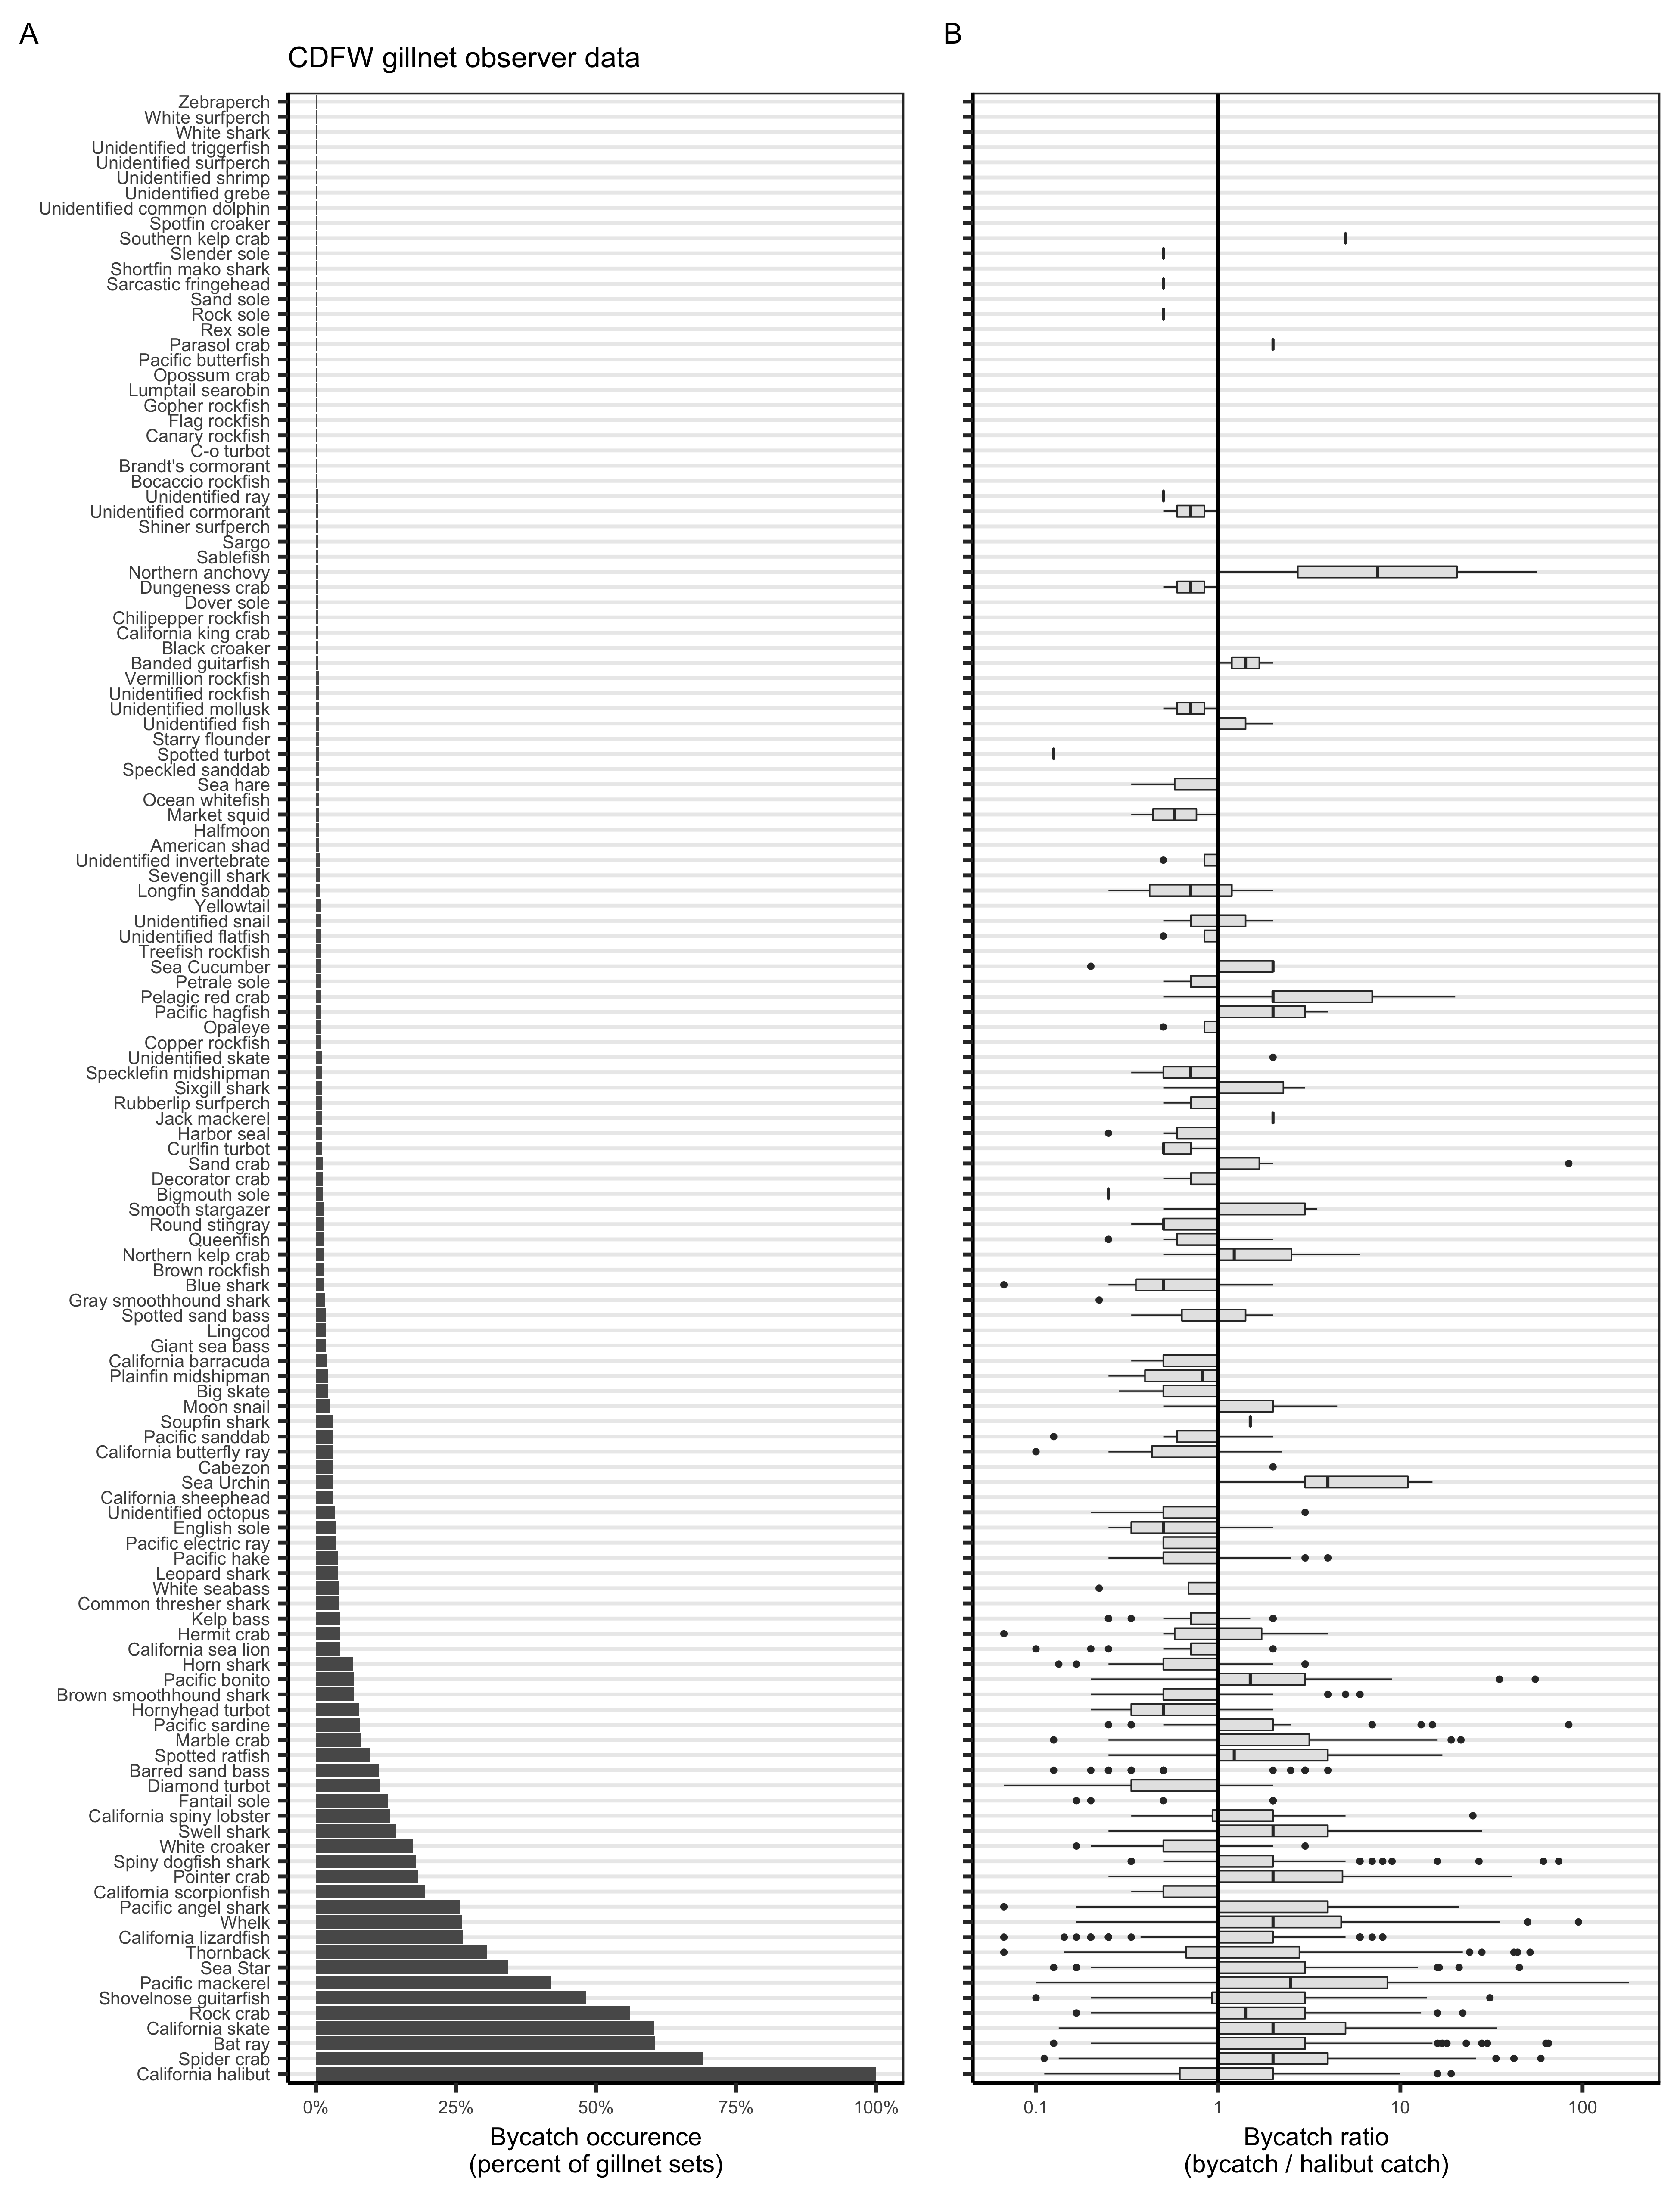 A
B
CDFW gillnet observer data
Zebraperch
White surfperch
White shark
Unidentified triggerfish
Unidentified surfperch
Unidentified shrimp
Unidentified grebe
Unidentified common dolphin
Spotfin croaker
Southern kelp crab
Slender sole
Shortfin mako shark
Sarcastic fringehead
Sand sole
Rock sole
Rex sole
Parasol crab
Pacific butterfish
Opossum crab
Lumptail searobin
Gopher rockfish
Flag rockfish
Canary rockfish
C-o turbot
Brandt's cormorant
Bocaccio rockfish
Unidentified ray
Unidentified cormorant
Shiner surfperch
Sargo
Sablefish
Northern anchovy
Dungeness crab
Dover sole
Chilipepper rockfish
California king crab
Black croaker
Banded guitarfish
Vermillion rockfish
Unidentified rockfish
Unidentified mollusk
Unidentified fish
Starry flounder
Spotted turbot
Speckled sanddab
Sea hare
Ocean whitefish
Market squid
Halfmoon
American shad
Unidentified invertebrate
Sevengill shark
Longfin sanddab
Yellowtail
Unidentified snail
Unidentified flatfish
Treefish rockfish
Sea Cucumber
Petrale sole
Pelagic red crab
Pacific hagfish
Opaleye
Copper rockfish
Unidentified skate
Specklefin midshipman
Sixgill shark
Rubberlip surfperch
Jack mackerel
Harbor seal
Curlfin turbot
Sand crab
Decorator crab
Bigmouth sole
Smooth stargazer
Round stingray
Queenfish
Northern kelp crab
Brown rockfish
Blue shark
Gray smoothhound shark
Spotted sand bass
Lingcod
Giant sea bass
California barracuda
Plainfin midshipman
Big skate
Moon snail
Soupfin shark
Pacific sanddab
California butterfly ray
Cabezon
Sea Urchin
California sheephead
Unidentified octopus
English sole
Pacific electric ray
Pacific hake
Leopard shark
White seabass
Common thresher shark
Kelp bass
Hermit crab
California sea lion
Horn shark
Pacific bonito
Brown smoothhound shark
Hornyhead turbot
Pacific sardine
Marble crab
Spotted ratfish
Barred sand bass
Diamond turbot
Fantail sole
California spiny lobster
Swell shark
White croaker
Spiny dogfish shark
Pointer crab
California scorpionfish
Pacific angel shark
Whelk
California lizardfish
Thornback
Sea Star
Pacific mackerel
Shovelnose guitarfish
Rock crab
California skate
Bat ray
Spider crab
California halibut
0% 25% 50% 75% 100%
Bycatch occurence
(percent of gillnet sets)
0.1 1 10 100
Bycatch ratio
(bycatch / halibut catch)